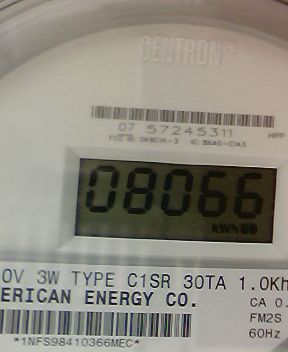 CENTRON®
07 57245311
HPP
08066
kWh
0V 3W TYPE C1SR 30TA 1.0Kh
ERICAN ENERGY CO.
CA 0.
FM2S
60Hz
*1NFS98410366MEC*